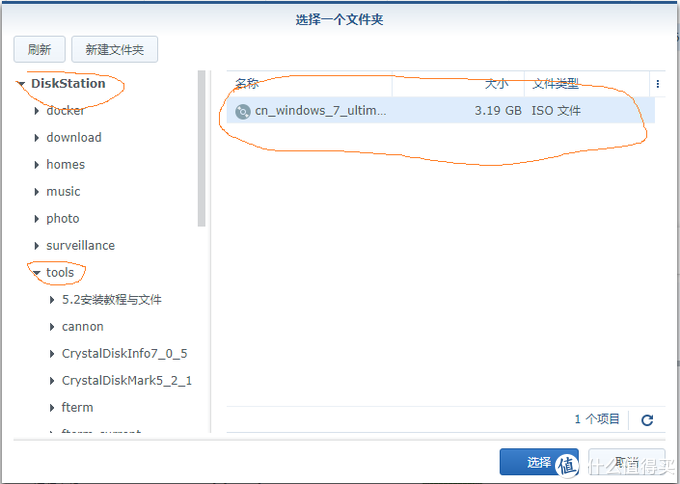 选择一个文件夹
刷新
新建文件夹
DiskStation
docker
download
homes
music
photo
surveillance
tools
5.2安装教程与文件
cannon
CrystalDiskInfo7_0_5
CrystalDiskMark5_2_1
fterm
fterm_current
名称 大小 文件类型
cn_windows_7_ultim... 3.19 GB ISO 文件
1 个项目
选择
取消
值 什么值得买